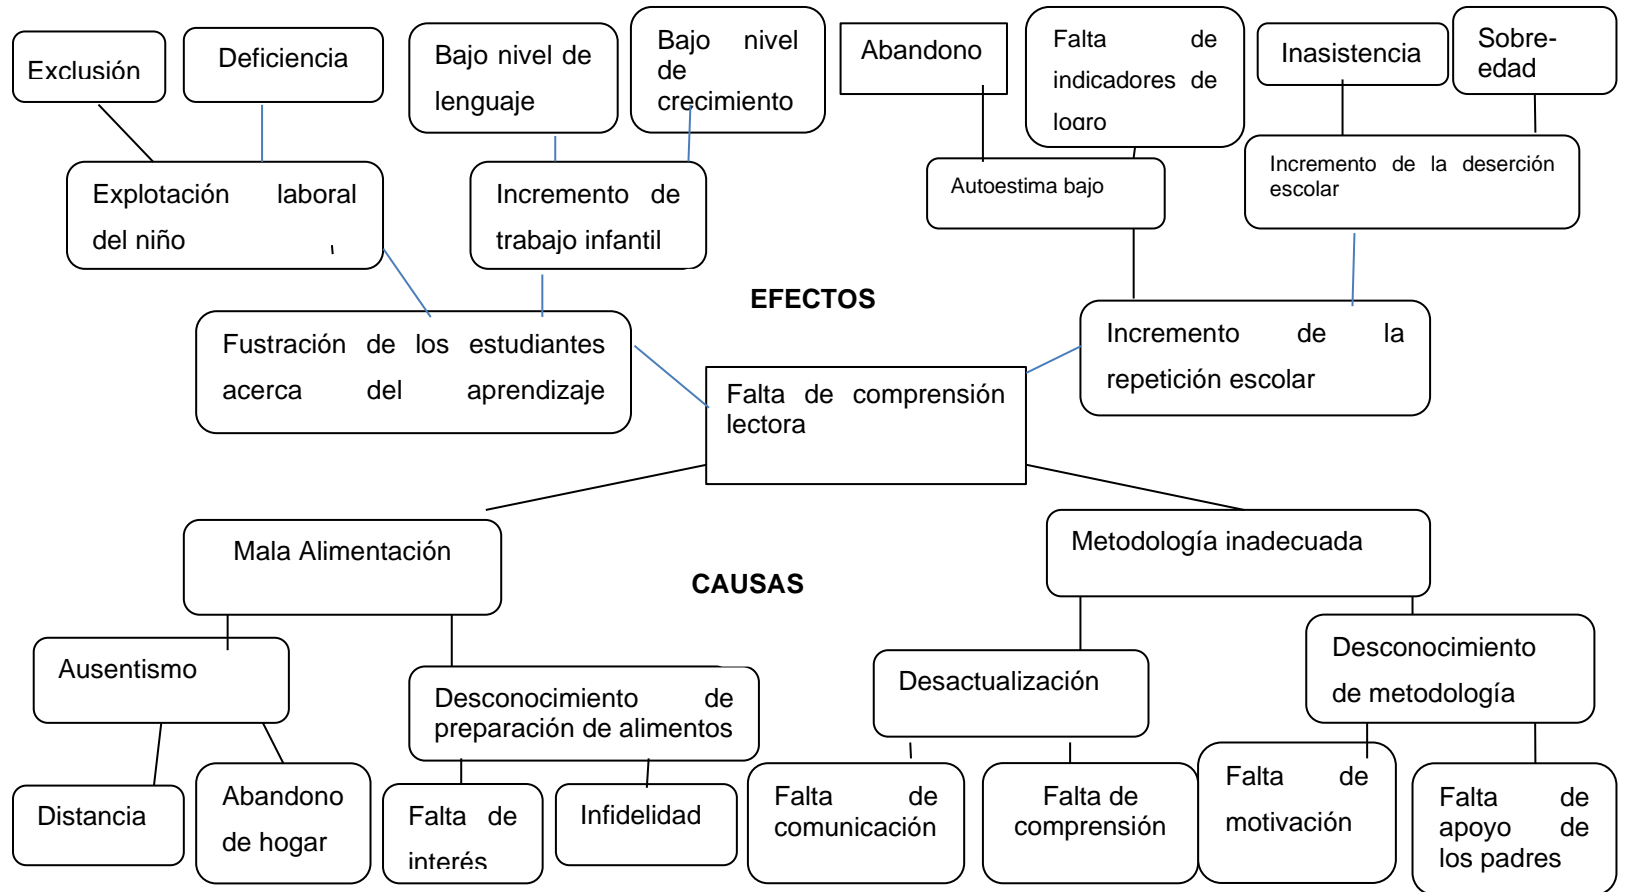 Exclusión
Deficiencia
Bajo nivel de
lenguaje
Bajo nivel
de
crecimiento
Abandono
Falta de
indicadores de
logro
Inasistencia
Sobre-
edad
Explotación laboral
del niño
Incremento de
trabajo infantil
Autoestima bajo
Incremento de la deserción
escolar
EFECTOS
Fustración de los estudiantes
acerca del aprendizaje
Incremento de la
repetición escolar
Falta de comprensión
lectora
Mala Alimentación
Metodología inadecuada
CAUSAS
Ausentismo
Desconocimiento de
preparación de alimentos
Desactualización
Desconocimiento
de metodología
Distancia
Abandono
de hogar
Falta de
interés
Infidelidad
Falta de
comunicación
Falta de
comprensión
Falta de
motivación
Falta de
apoyo de
los padres